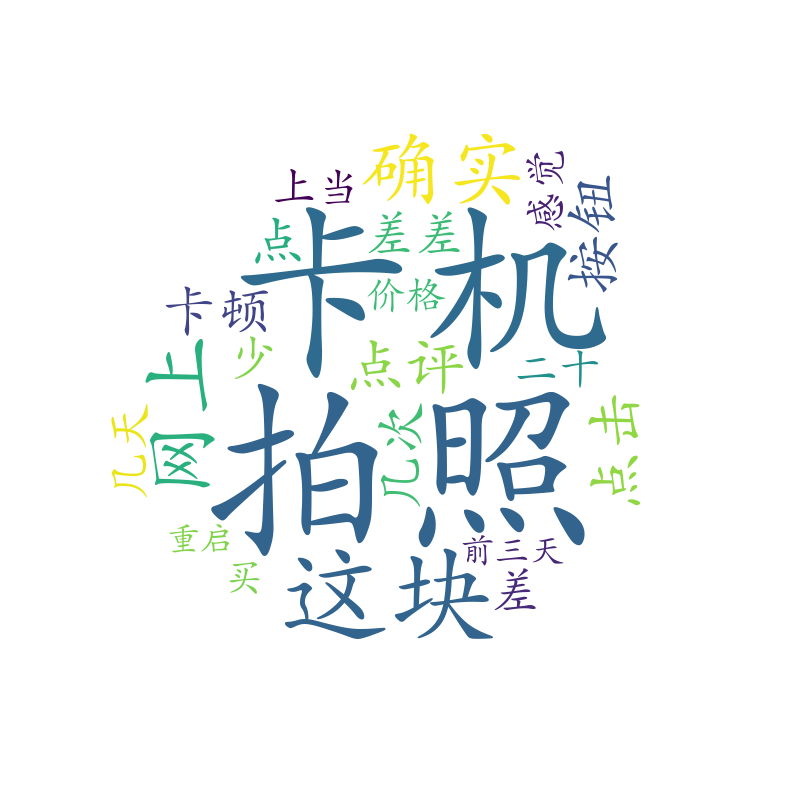 确实
上当
感觉
按钮
点
差差
卡机
价格
卡顿
少
点评
二十
网上
几天
几次
点击
拍照
重启
买
这块
前三天
差